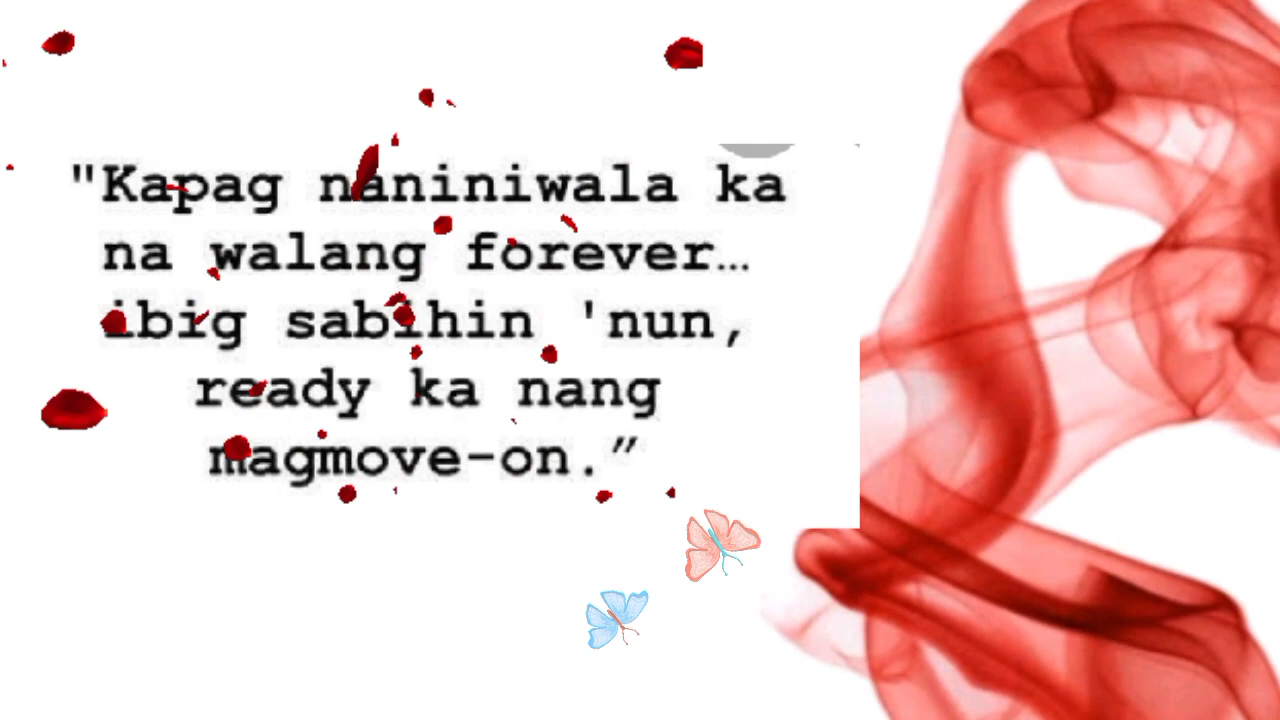 "Kapag naniniwala ka
na walang forever…
ibig sabihin 'nun,
ready ka nang
magmove-on.”